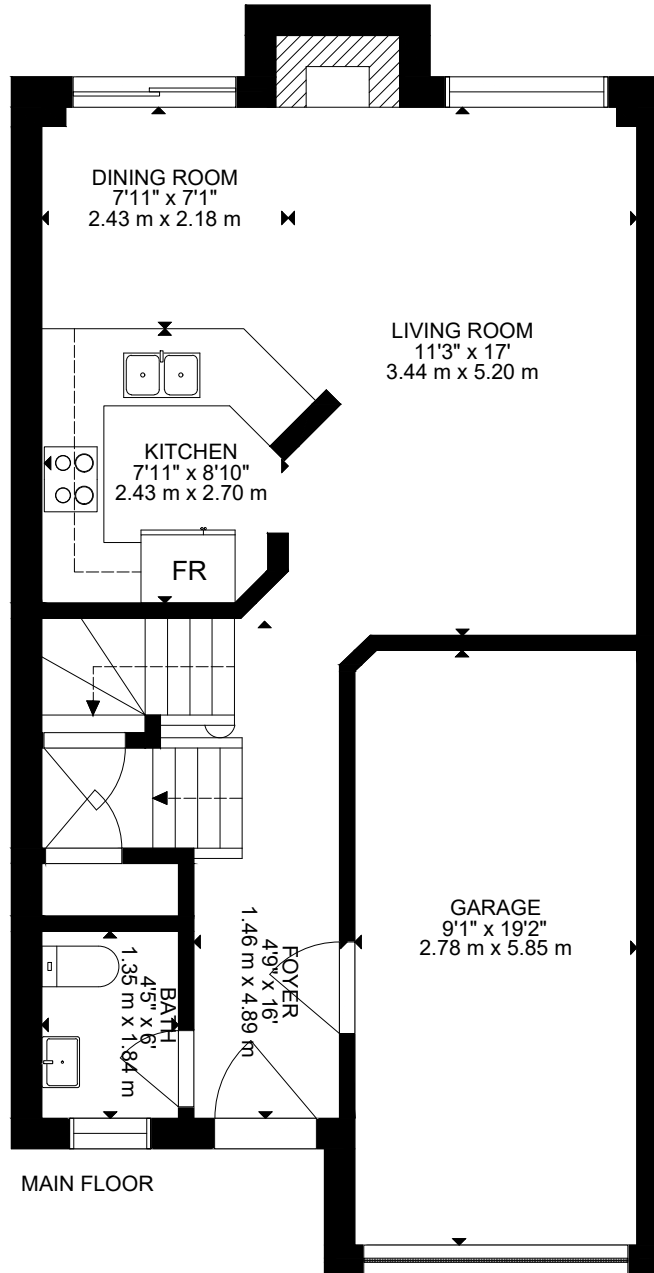 DINING ROOM
7'11" x 7'1"
2.43 m x 2.18 m
LIVING ROOM
11'3" x 17'
3.44 m x 5.20 m
KITCHEN
7'11" x 8'10"
2.43 m x 2.70 m
FR
GARAGE
9'1" x 19'2"
2.78 m x 5.85 m
FOYER
4'9" x 16'
1.46 m x 4.89 m
BATH
4'5" x 6'
1.35 m x 1.84 m
MAIN FLOOR